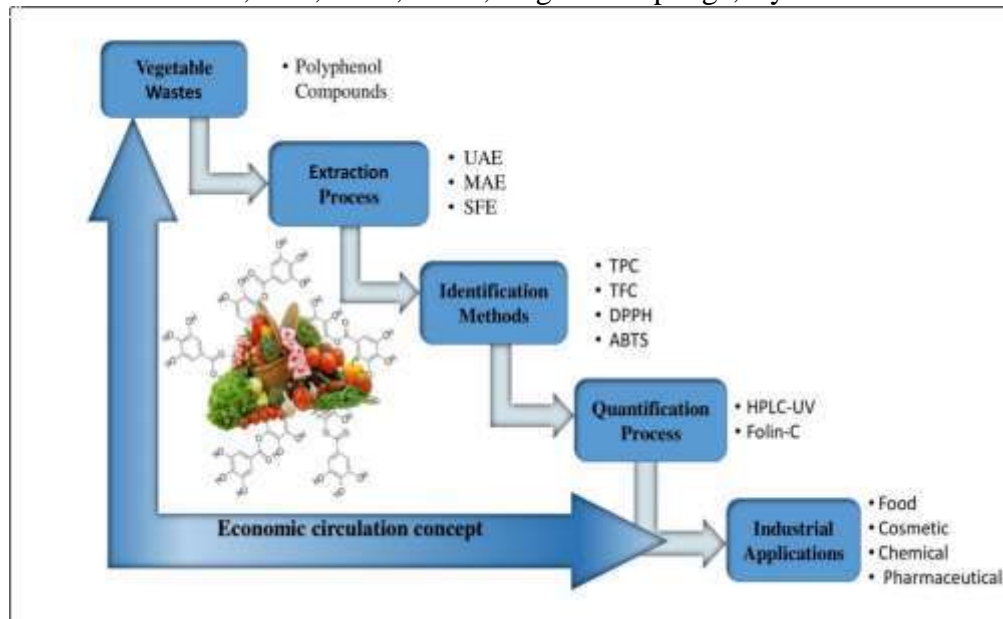 Vegetable
Wastes
• Polyphenol
Compounds
Extraction
Process
• UAE
• MAE
• SFE
Identification
Methods
• TPC
• TFC
• DPPH
• ABTS
Quantification
Process
• HPLC-UV
• Folin-C
Economic circulation concept
Industrial
Applications
• Food
• Cosmetic
• Chemical
• Pharmaceutical